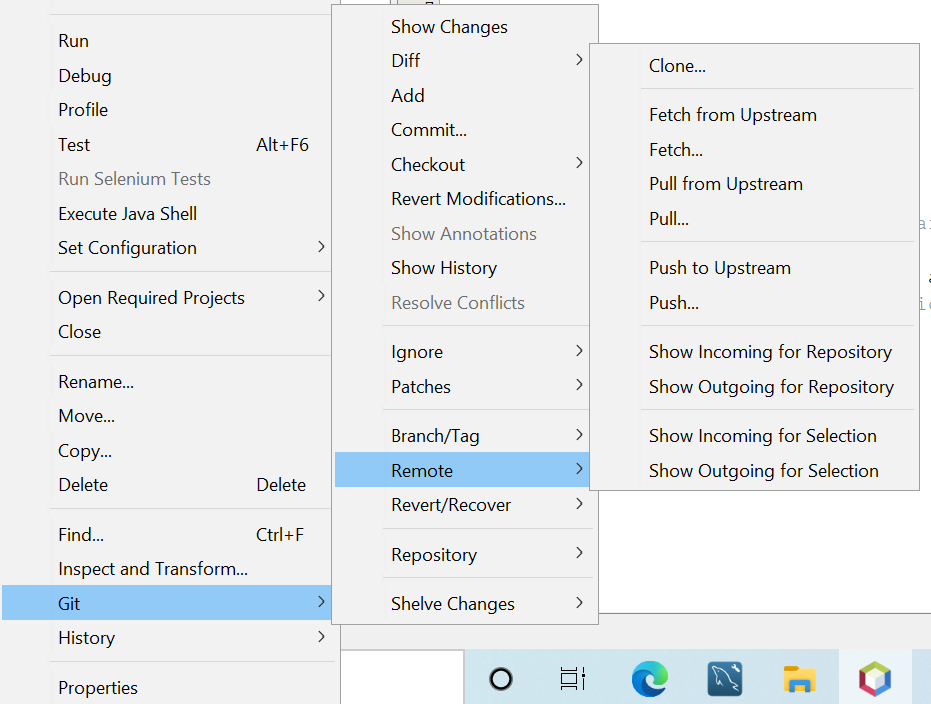 Run
Debug
Profile
Test Alt+F6
Run Selenium Tests
Execute Java Shell
Set Configuration
Open Required Projects
Close
Rename...
Move...
Copy...
Delete Delete
Find... Ctrl+F
Inspect and Transform...
Git
History
Properties
Show Changes
Diff
Add
Commit...
Checkout
Revert Modifications...
Show Annotations
Show History
Resolve Conflicts
Ignore
Patches
Branch/Tag
Remote
Revert/Recover
Repository
Shelve Changes
Clone...
Fetch from Upstream
Fetch...
Pull from Upstream
Pull...
Push to Upstream
Push...
Show Incoming for Repository
Show Outgoing for Repository
Show Incoming for Selection
Show Outgoing for Selection